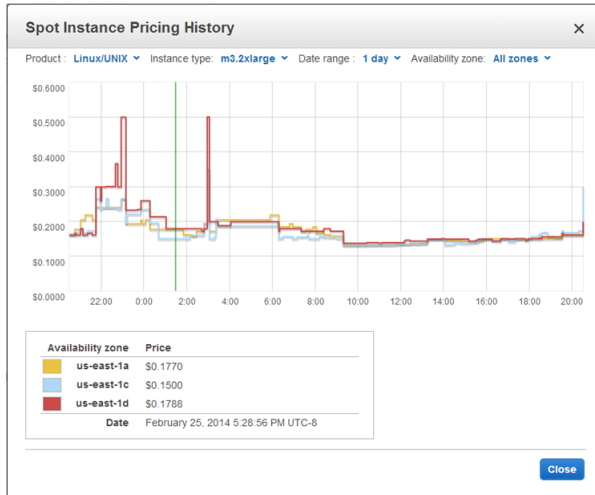 Spot Instance Pricing History ×
Product : Linux/UNIX Instance type: m3.2xlarge Date range : 1 day Availability zone: All zones
$0.6000
$0.5000
$0.4000
$0.3000
$0.2000
$0.1000
$0.0000
22:00 0:00 2:00 4:00 6:00 8:00 10:00 12:00 14:00 16:00 18:00 20:00
Availability zone Price
us-east-1a $0.1770
us-east-1c $0.1500
us-east-1d $0.1788
Date February 25, 2014 5:28:56 PM UTC-8
Close